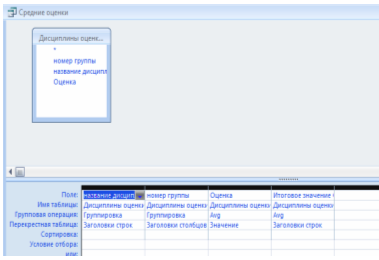 Средние оценки
Дисциплины оценк...
*
номер группы
название дисципл
Оценка
Поле: название дисцип номер группы Оценка Итоговое значение
Имя таблицы: Дисциплины оценки Дисциплины оценки Дисциплины оценки Дисциплины оценки
Групповая операция: Группировка Группировка Avg Avg
Перекрестная таблица: Заголовки строк Заголовки столбцов Значение Заголовки строк
Сортировка:
Условие отбора:
или: